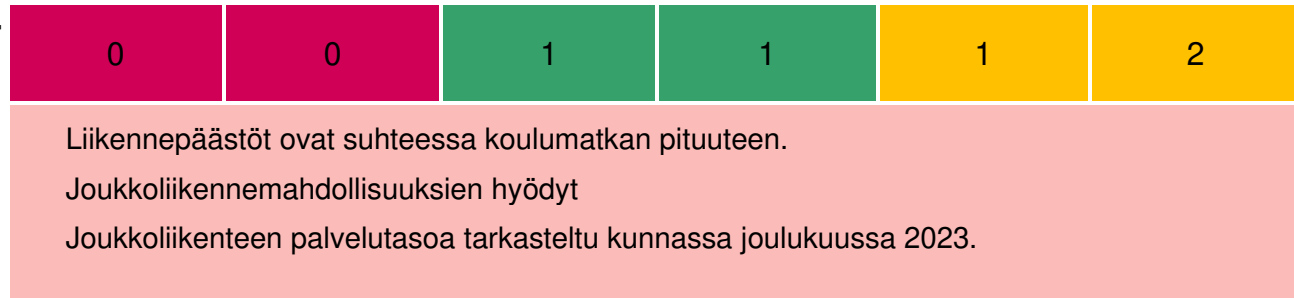 0 0 1 1 1 2
Liikennepäästöt ovat suhteessa koulumatkan pituuteen.
Joukkoliikennemahdollisuuksien hyödyt
Joukkoliikenteen palvelutasoa tarkasteltu kunnassa joulukuussa 2023.